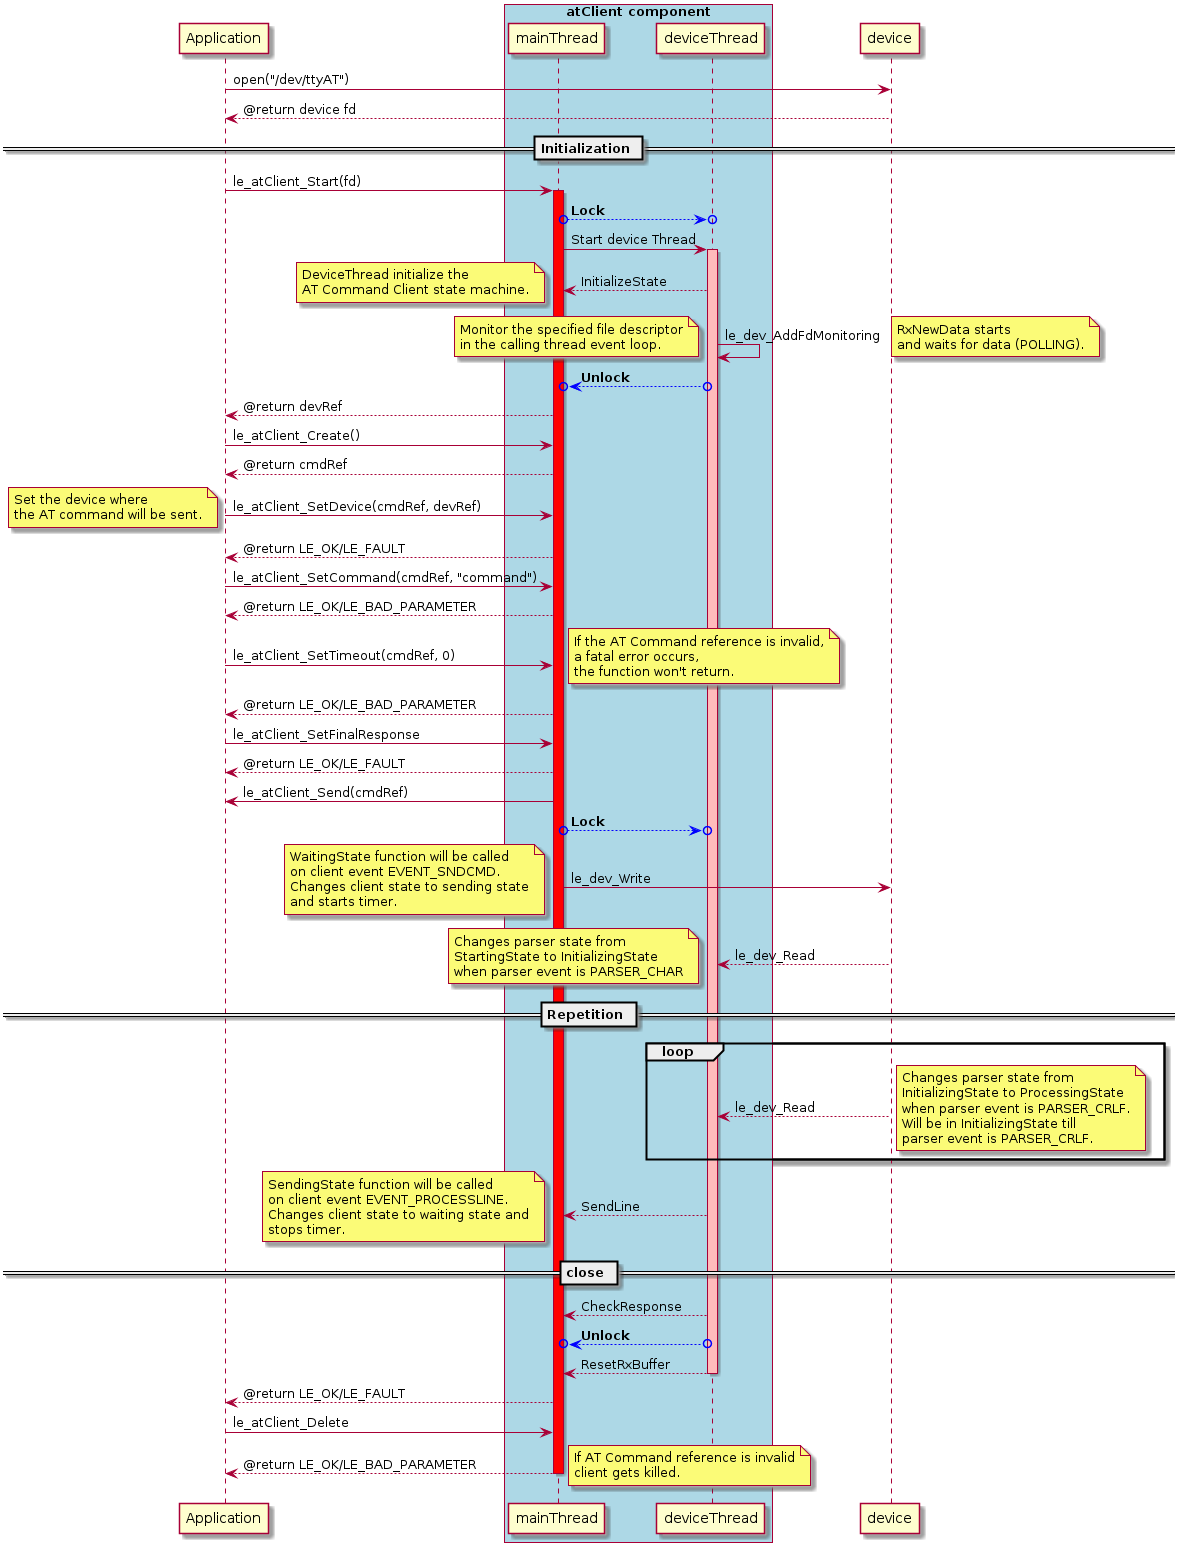 atClient component
Application
mainThread
deviceThread
device
open("/dev/ttyAT")
@return device fd
Initialization
le_atClient_Start(fd)
Lock
Start device Thread
DeviceThread initialize the
AT Command Client state machine.
InitializeState
Monitor the specified file descriptor
in the calling thread event loop.
le_dev_AddFdMonitoring
RxNewData starts
and waits for data (POLLING).
Unlock
@return devRef
le_atClient_Create()
@return cmdRef
Set the device where
the AT command will be sent.
le_atClient_SetDevice(cmdRef, devRef)
@return LE_OK/LE_FAULT
le_atClient_SetCommand(cmdRef, "command")
@return LE_OK/LE_BAD_PARAMETER
le_atClient_SetTimeout(cmdRef, 0)
If the AT Command reference is invalid,
a fatal error occurs,
the function won't return.
@return LE_OK/LE_BAD_PARAMETER
le_atClient_SetFinalResponse
@return LE_OK/LE_FAULT
le_atClient_Send(cmdRef)
Lock
WaitingState function will be called
on client event EVENT_SNDCMD.
Changes client state to sending state
and starts timer.
le_dev_Write
Changes parser state from
StartingState to InitializingState
when parser event is PARSER_CHAR
le_dev_Read
Repetition
loop
le_dev_Read
Changes parser state from
InitializingState to ProcessingState
when parser event is PARSER_CRLF.
Will be in InitializingState till
parser event is PARSER_CRLF.
SendingState function will be called
on client event EVENT_PROCESSLINE.
Changes client state to waiting state and
stops timer.
SendLine
close
CheckResponse
Unlock
ResetRxBuffer
@return LE_OK/LE_FAULT
le_atClient_Delete
@return LE_OK/LE_BAD_PARAMETER
If AT Command reference is invalid
client gets killed.
Application
mainThread
deviceThread
device